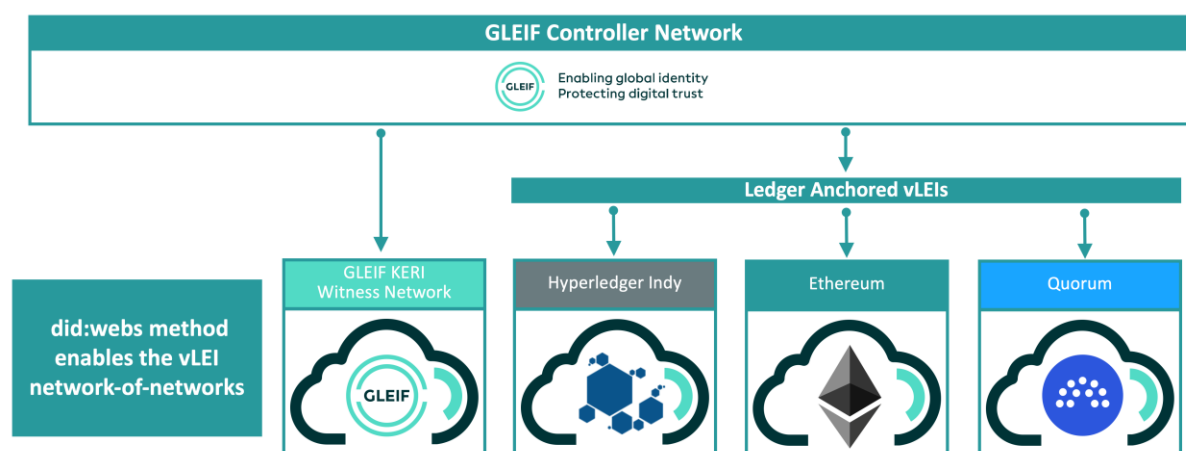 GLEIF Controller Network
GLEIF
Enabling global identity
Protecting digital trust
Ledger Anchored vLEIs
GLEIF KERI
Witness Network
Hyperledger Indy
Ethereum
Quorum
did:webs method
enables the vLEI
network-of-networks
GLEIF